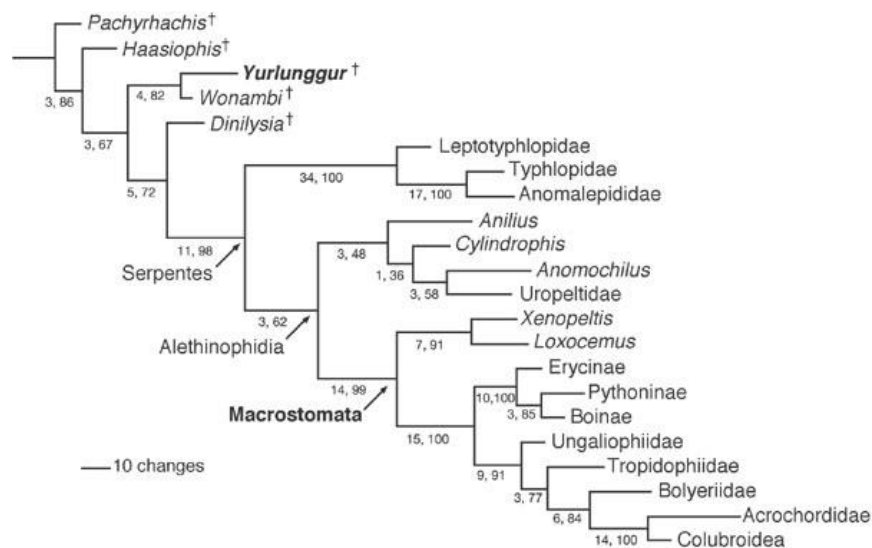 Pachyrhachis†
Haasiophis†
3, 86
Yurlunggur †
4, 82
Wonambi†
Dinilysia†
3, 67
Leptotyphlopidae
34, 100
Typhlopidae
5, 72
17, 100
Anomalepididae
Anilius
11, 98
3, 48
Cylindrophis
Serpentes
1, 36
Anomochilus
3, 58
Uropeltidae
3, 62
Xenopeltis
Alethinophidia
7, 91
Loxocemus
Erycinae
14, 99
10,100
Pythoninae
Macrostomata
3, 85
Boinae
15, 100
Ungaliophiidae
10 changes
9, 91
Tropidophiidae
3, 77
Bolyeriidae
6, 84
Acrochordidae
14, 100
Colubroidea